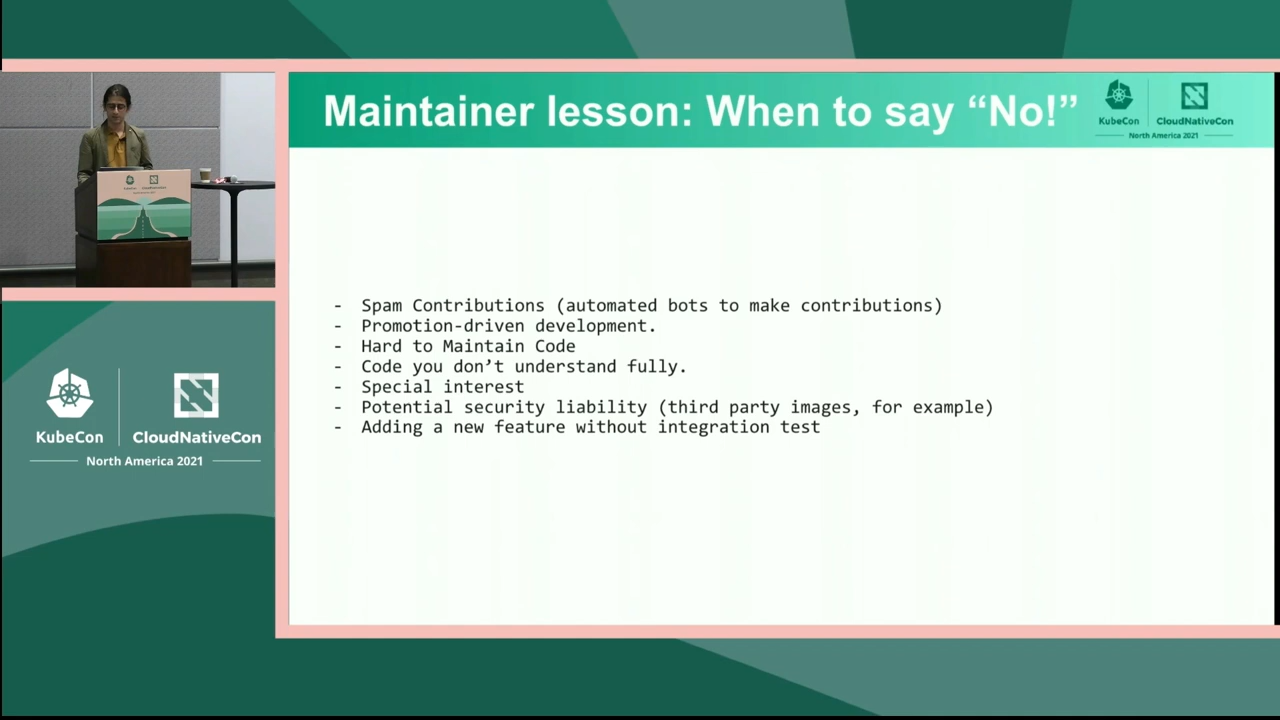 Maintainer lesson: When to say “No!”
KubeCon
CloudNativeCon
North America 2021
- Spam Contributions (automated bots to make contributions)
- Promotion-driven development.
- Hard to Maintain Code
- Code you don’t understand fully.
- Special interest
- Potential security liability (third party images, for example)
- Adding a new feature without integration test
KubeCon
CloudNativeCon
North America 2021